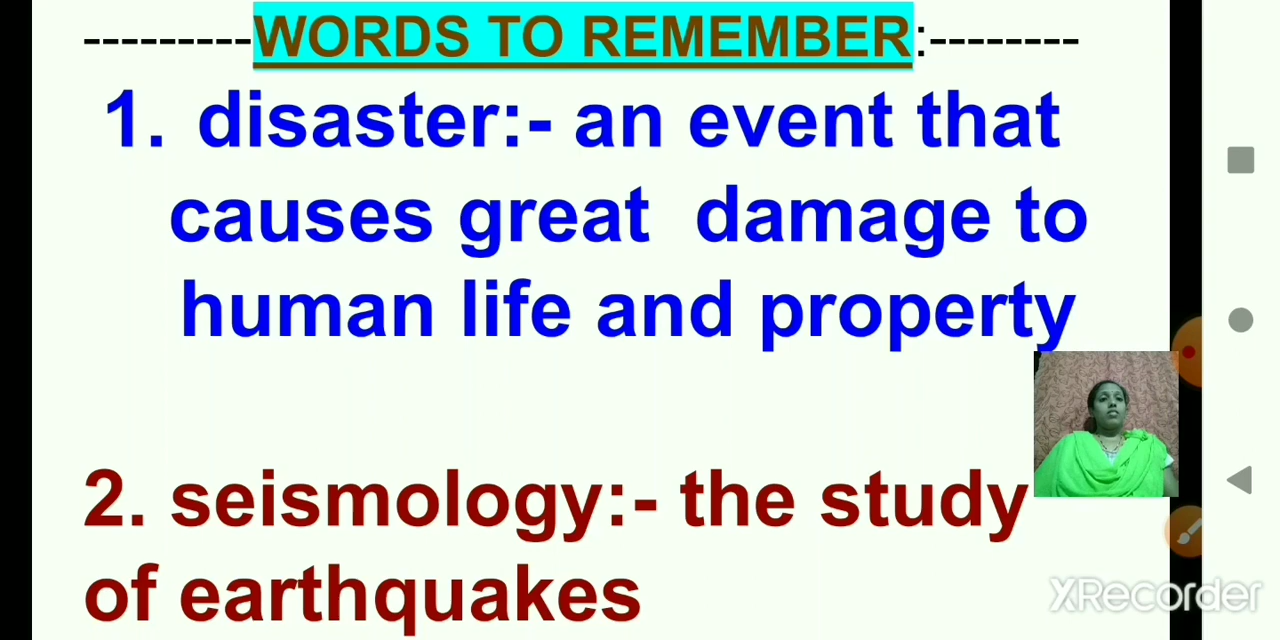 ---------WORDS TO REMEMBER:--------
1. disaster:- an event that
causes great damage to
human life and property
2. seismology:- the study
of earthquakes
XRecorder